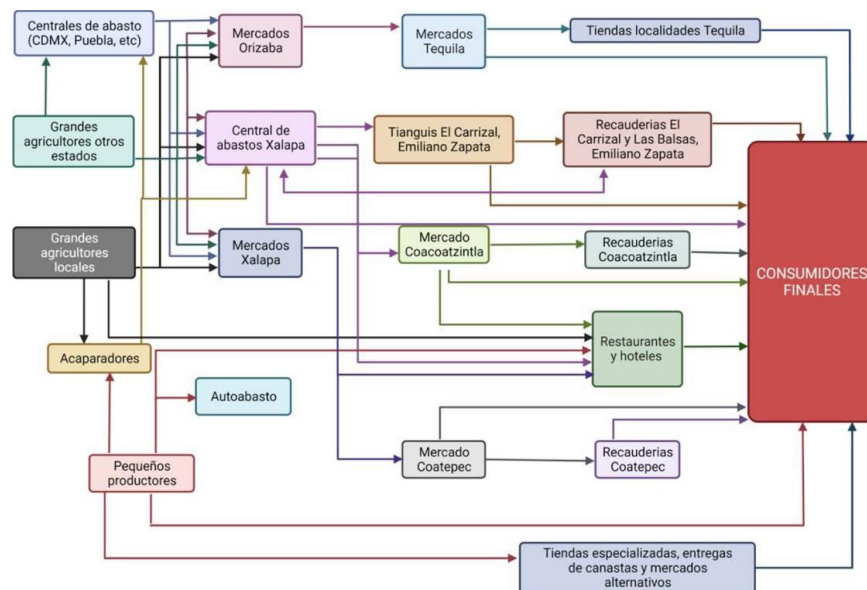 Centrales de abasto
(CDMX, Puebla, etc)
Mercados
Orizaba
Mercados
Tequila
Tiendas localidades Tequila
Grandes
agricultores otros
estados
Central de
abastos Xalapa
Tianguis El Carrizal,
Emiliano Zapata
Recauderias El
Carrizal y Las Balsas,
Emiliano Zapata
Grandes
agricultores
locales
Mercados
Xalapa
Mercado
Coacoatzintla
Recauderias
Coacoatzintla
CONSUMIDORES
FINALES
Acaparadores
Restaurantes
y hoteles
Autoabasto
Pequeños
productores
Mercado
Coatepec
Recauderias
Coatepec
Tiendas especializadas, entregas
de canastas y mercados
alternativos